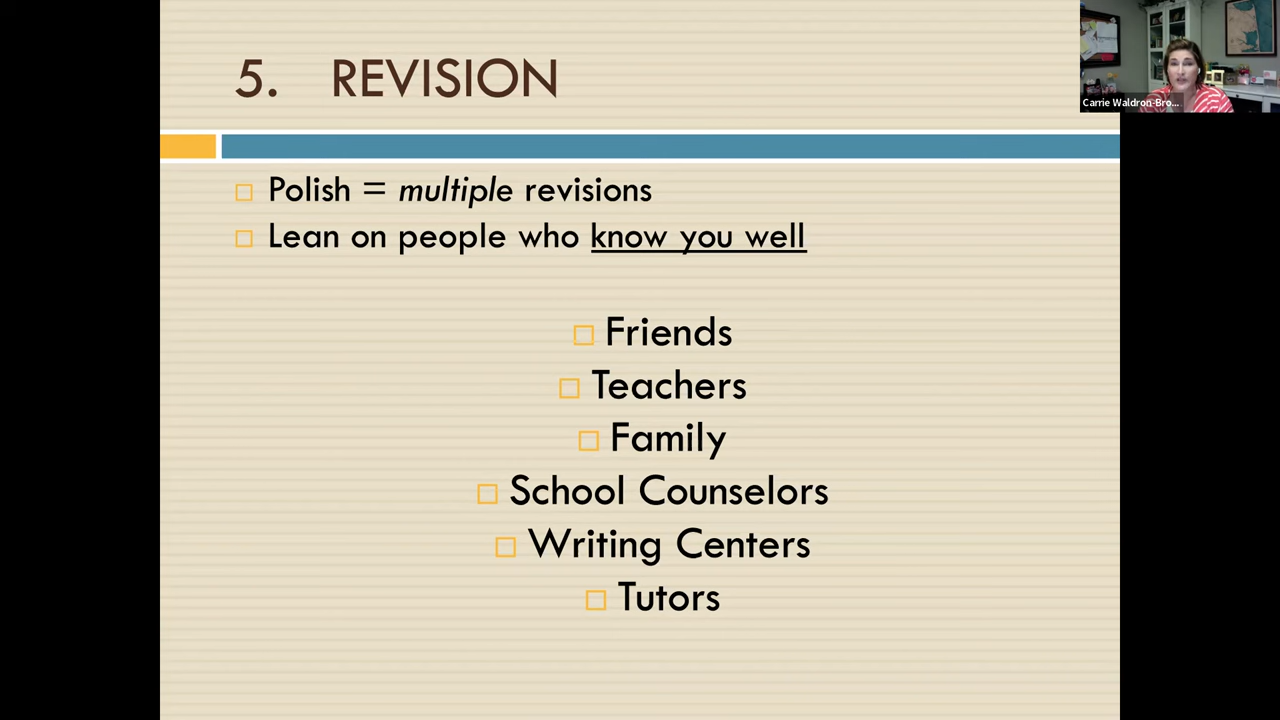 5. REVISION
Carrie Waldron-Bro...
Polish = multiple revisions
Lean on people who know you well
Friends
Teachers
Family
School Counselors
Writing Centers
Tutors